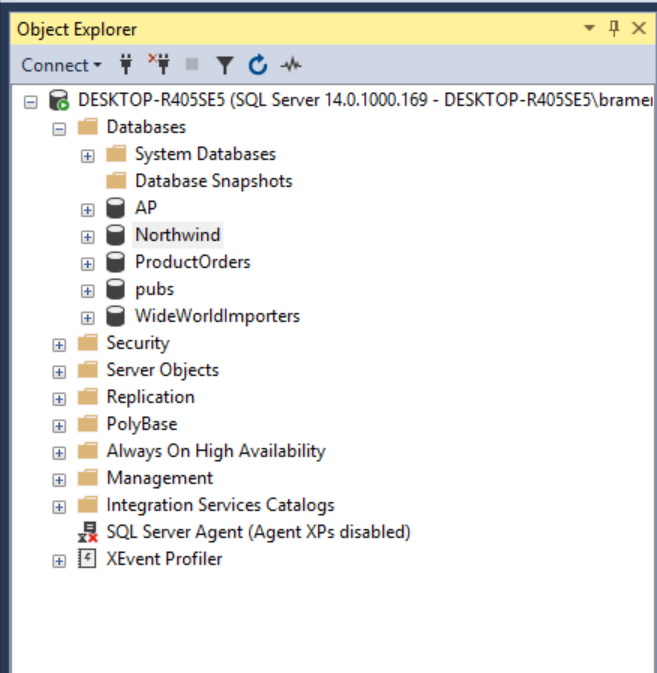 Object Explorer
Connect
DESKTOP-R405SE5 (SQL Server 14.0.1000.169 - DESKTOP-R405SE5\bramer
Databases
System Databases
Database Snapshots
AP
Northwind
ProductOrders
pubs
WideWorldImporters
Security
Server Objects
Replication
PolyBase
Always On High Availability
Management
Integration Services Catalogs
SQL Server Agent (Agent XPs disabled)
XEvent Profiler